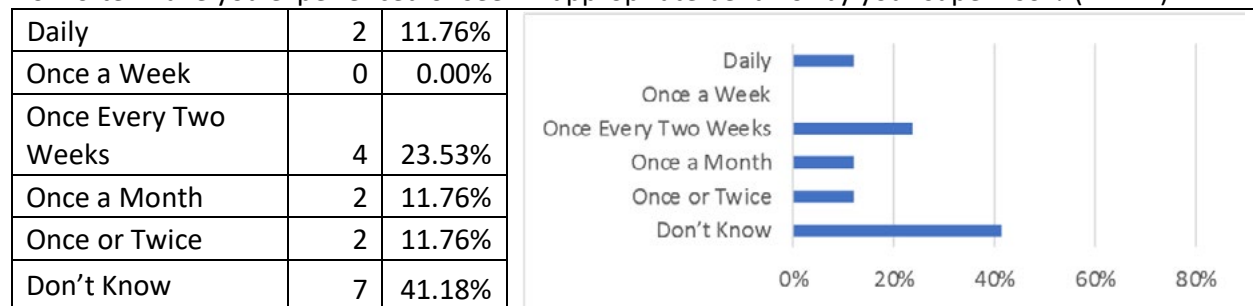 Daily 2 11.76%
Once a Week 0 0.00%
Once Every Two
Weeks 4 23.53%
Once a Month 2 11.76%
Once or Twice 2 11.76%
Don't Know 7 41.18%
Daily
Once a Week
Once Every Two Weeks
Once a Month
Once or Twice
Don't Know
0% 20% 40% 60% 80%